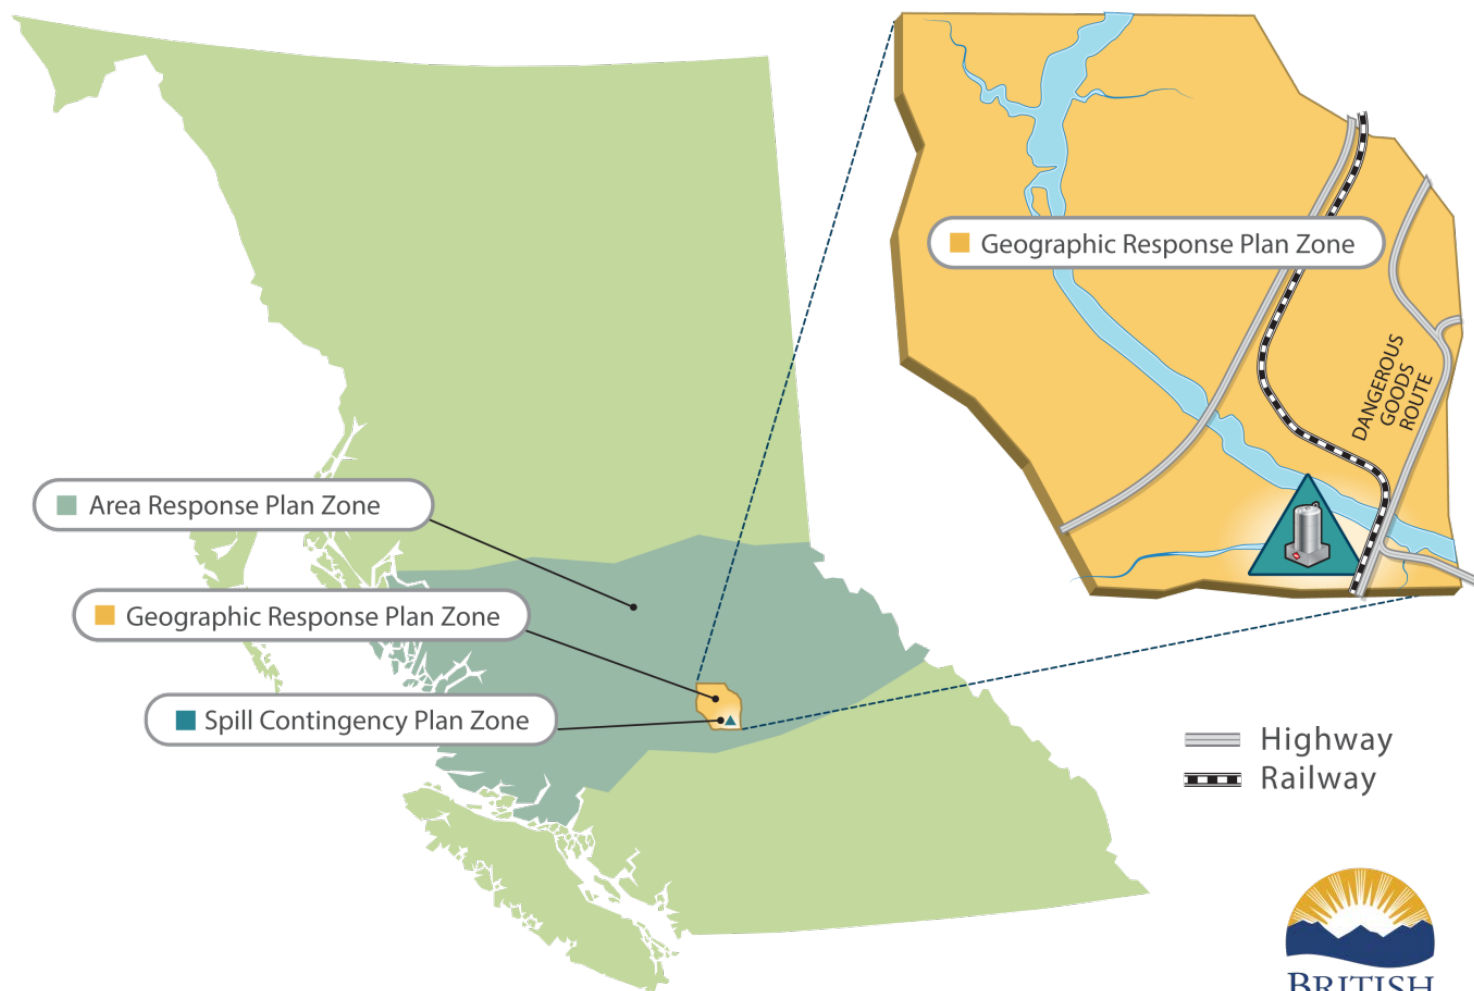 Geographic Response Plan Zone
DANGEROUS
GOODS
ROUTE
Area Response Plan Zone
Geographic Response Plan Zone
Spill Contingency Plan Zone
Highway
Railway
BRITISH